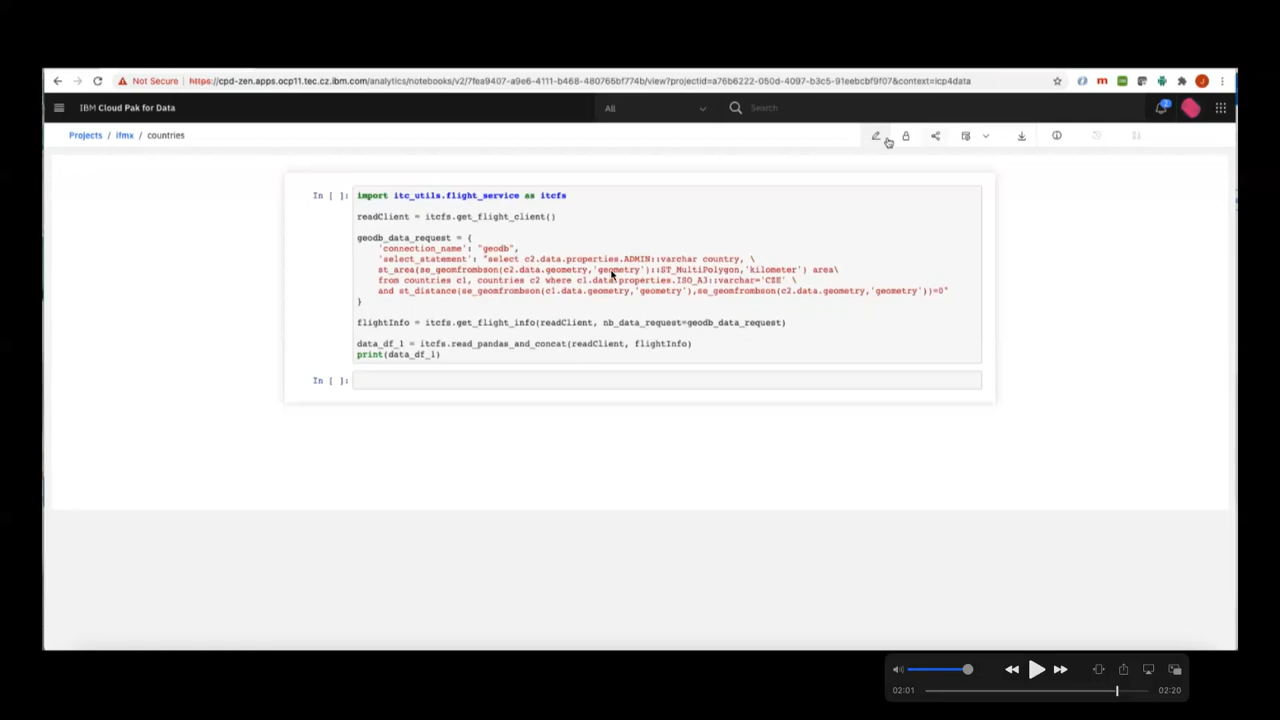 Not Secure https://cpd-zen.apps.ocp11.tec.cz.ibm.com/analytics/notebooks/v2/7fea9407-a9e6-4111-b468-480765bf774b/view?projectid=a76b6222-050d-4097-b3c5-91eebcbf9f07&context=icp4data
IBM Cloud Pak for Data All Search 2
Projects / ifmx / countries
In [ ]: import itc_utils.flight_service as itcfs
readClient = itcfs.get_flight_client()
geodb_data_request = {
'connection_name': "geodb",
'select_statement': "select c2.data.properties.ADMIN::varchar country, \
st_area(se_geomfrombson(c2.data.geometry,'geometry')::ST_MultiPolygon,'kilometer') area\
from countries c1, countries c2 where c1.data.properties.ISO_A3::varchar='CZE' \
and st_distance(se_geomfrombson(c1.data.geometry,'geometry'),se_geomfrombson(c2.data.geometry,'geometry'))=0"
}
flightInfo = itcfs.get_flight_info(readClient, nb_data_request=geodb_data_request)
data_df_1 = itcfs.read_pandas_and_concat(readClient, flightInfo)
print(data_df_1)
In [ ]:
02:01 02:20